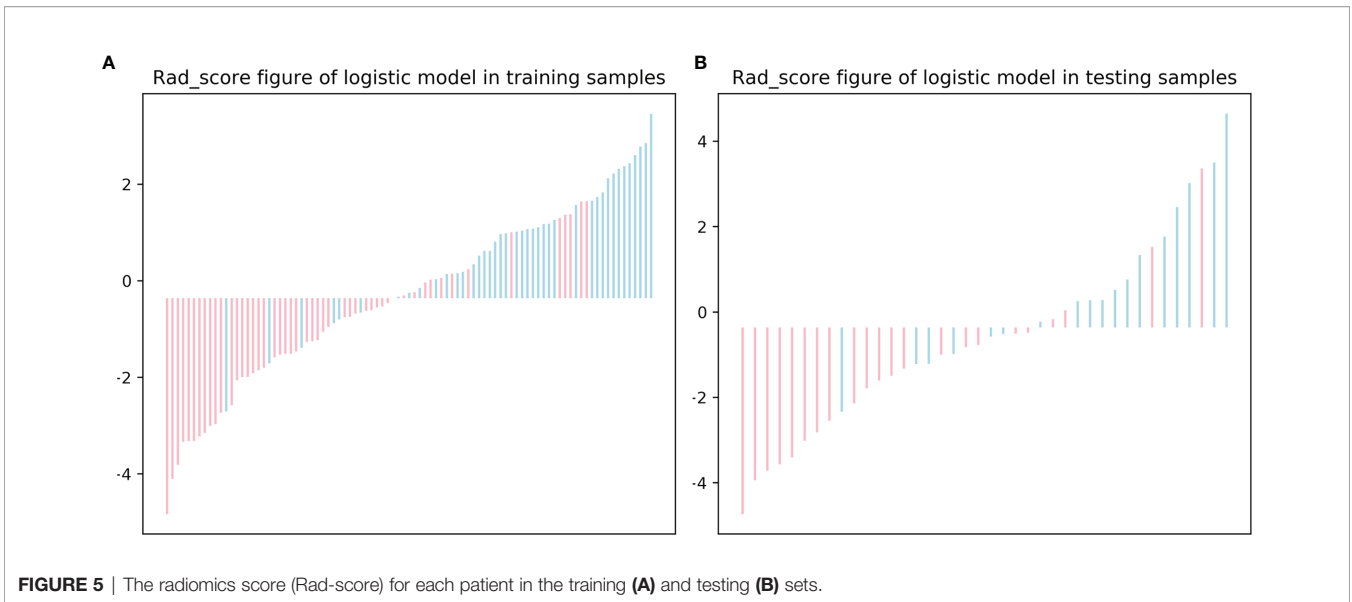 A
Rad_score figure of logistic model in training samples
2
0
-2
-4
B
Rad_score figure of logistic model in testing samples
4
2
0
-2
-4
FIGURE 5 | The radiomics score (Rad-score) for each patient in the training (A) and testing (B) sets.